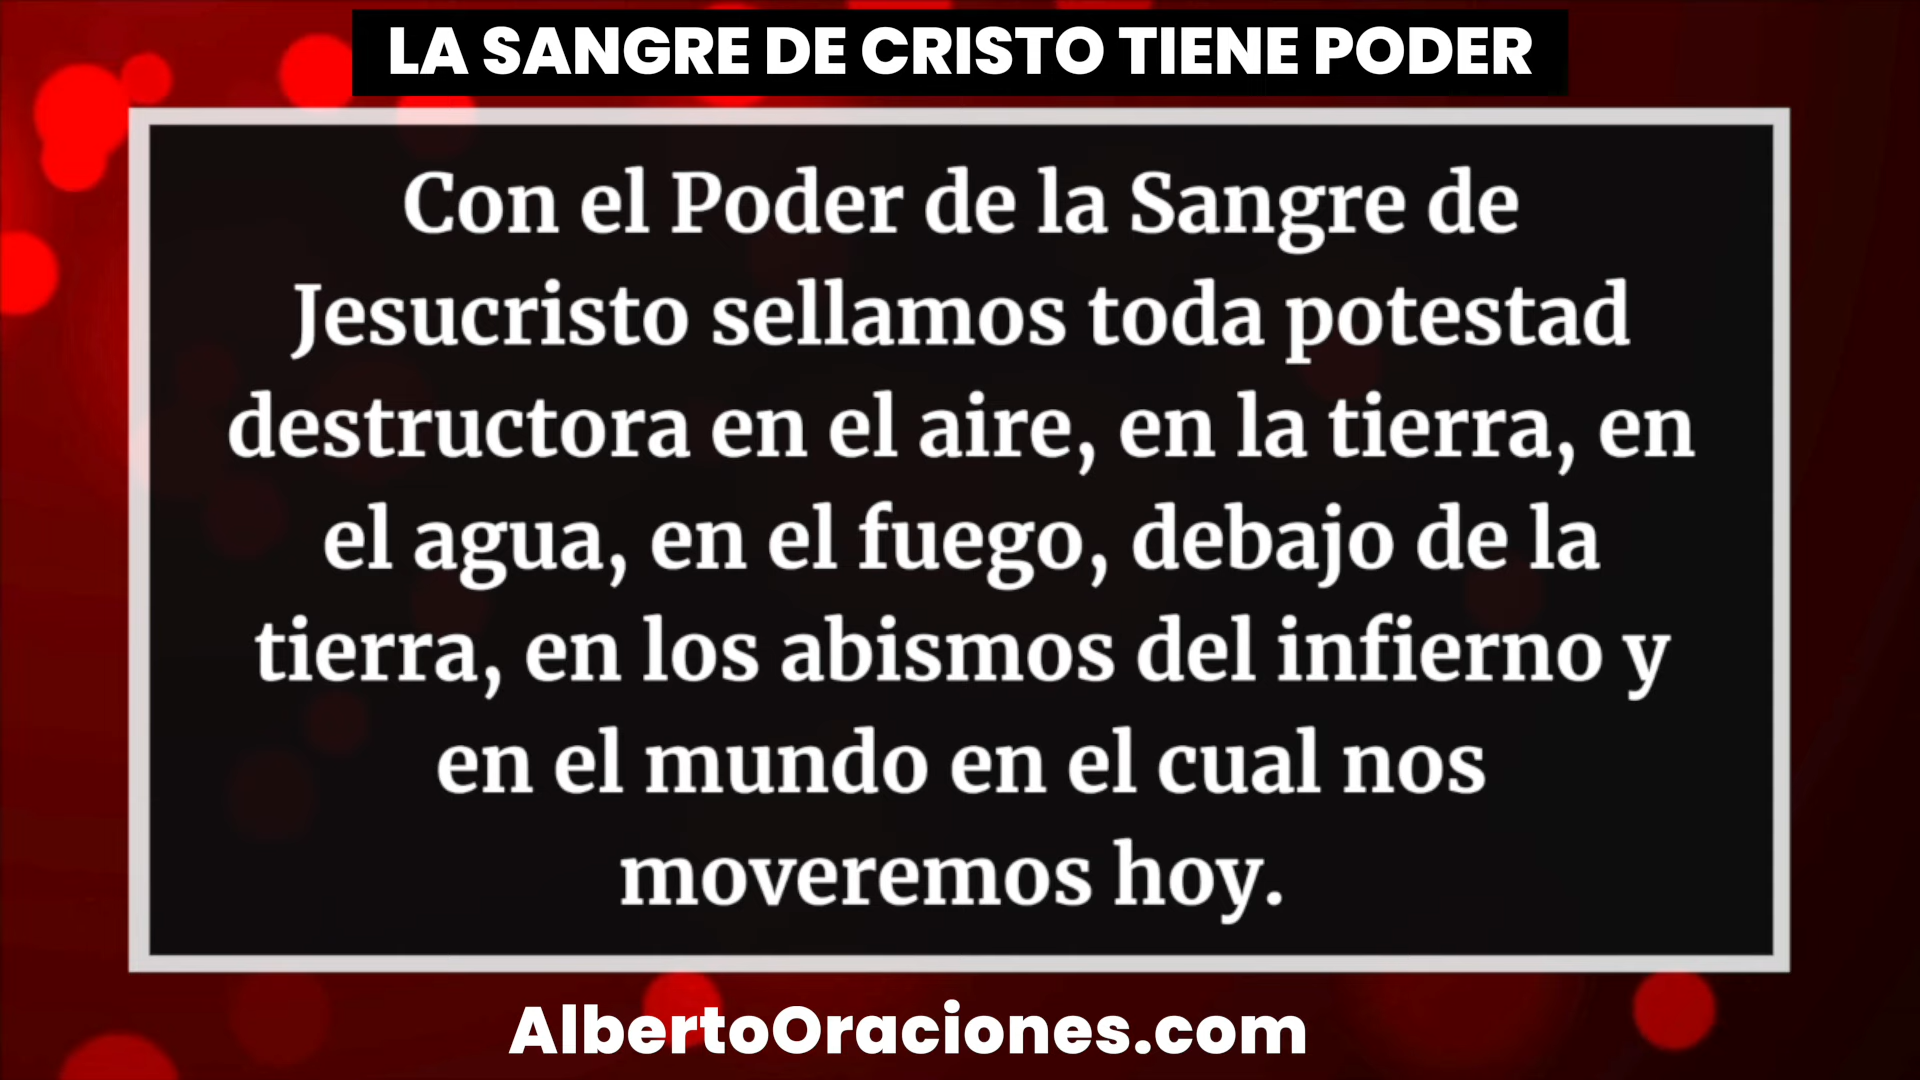 LA SANGRE DE CRISTO TIENE PODER
Con el Poder de la Sangre de
Jesucristo sellamos toda potestad
destructora en el aire, en la tierra, en
el agua, en el fuego, debajo de la
tierra, en los abismos del infierno y
en el mundo en el cual nos
moveremos hoy.
AlbertoOraciones.com